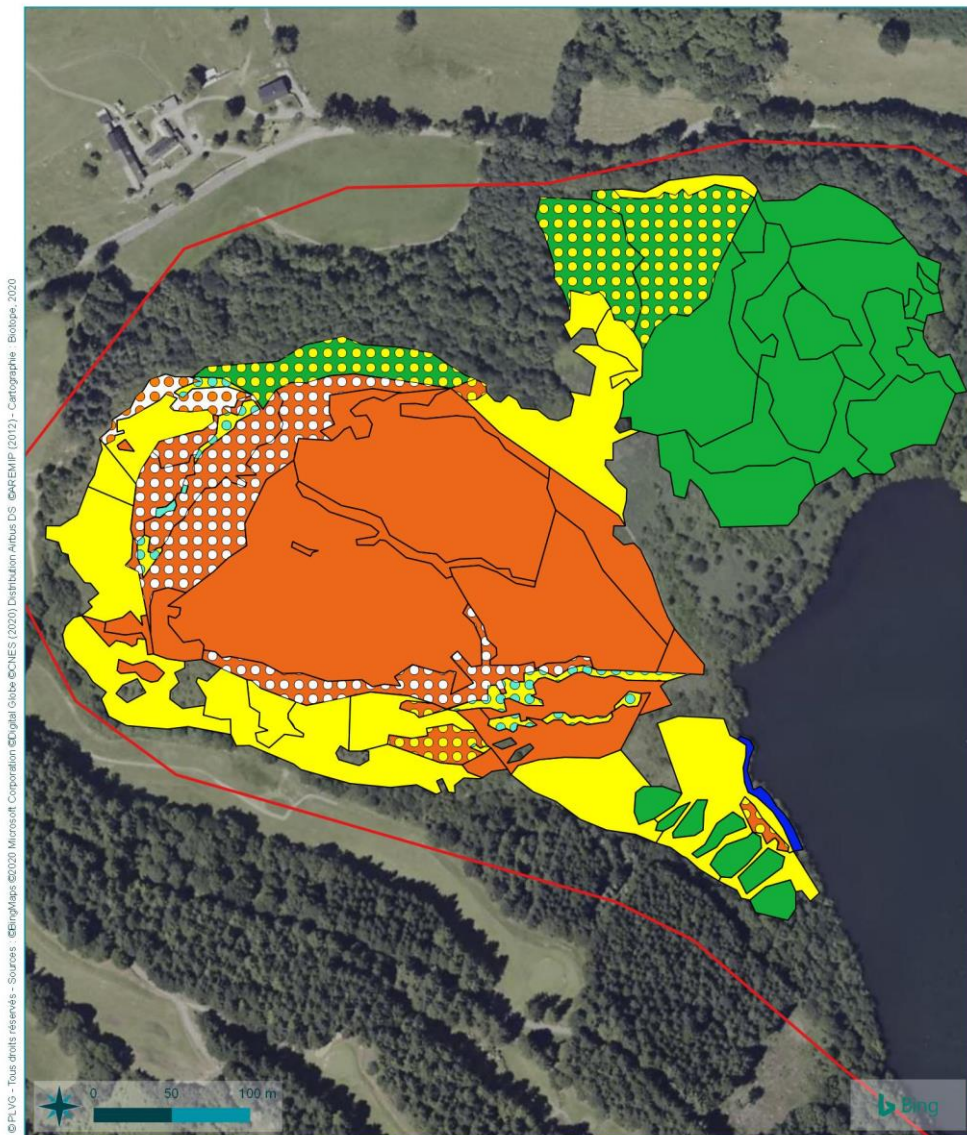 © PLVG - Tous droits réservés - Sources : ©BingMaps ©2020 Microsoft Corporation ©Digital Globe ©CNES (2020) Distribution Airbus DS ©AREMIP (2012) - Cartographie : Biotope, 2020
0 50 100 m
Bing